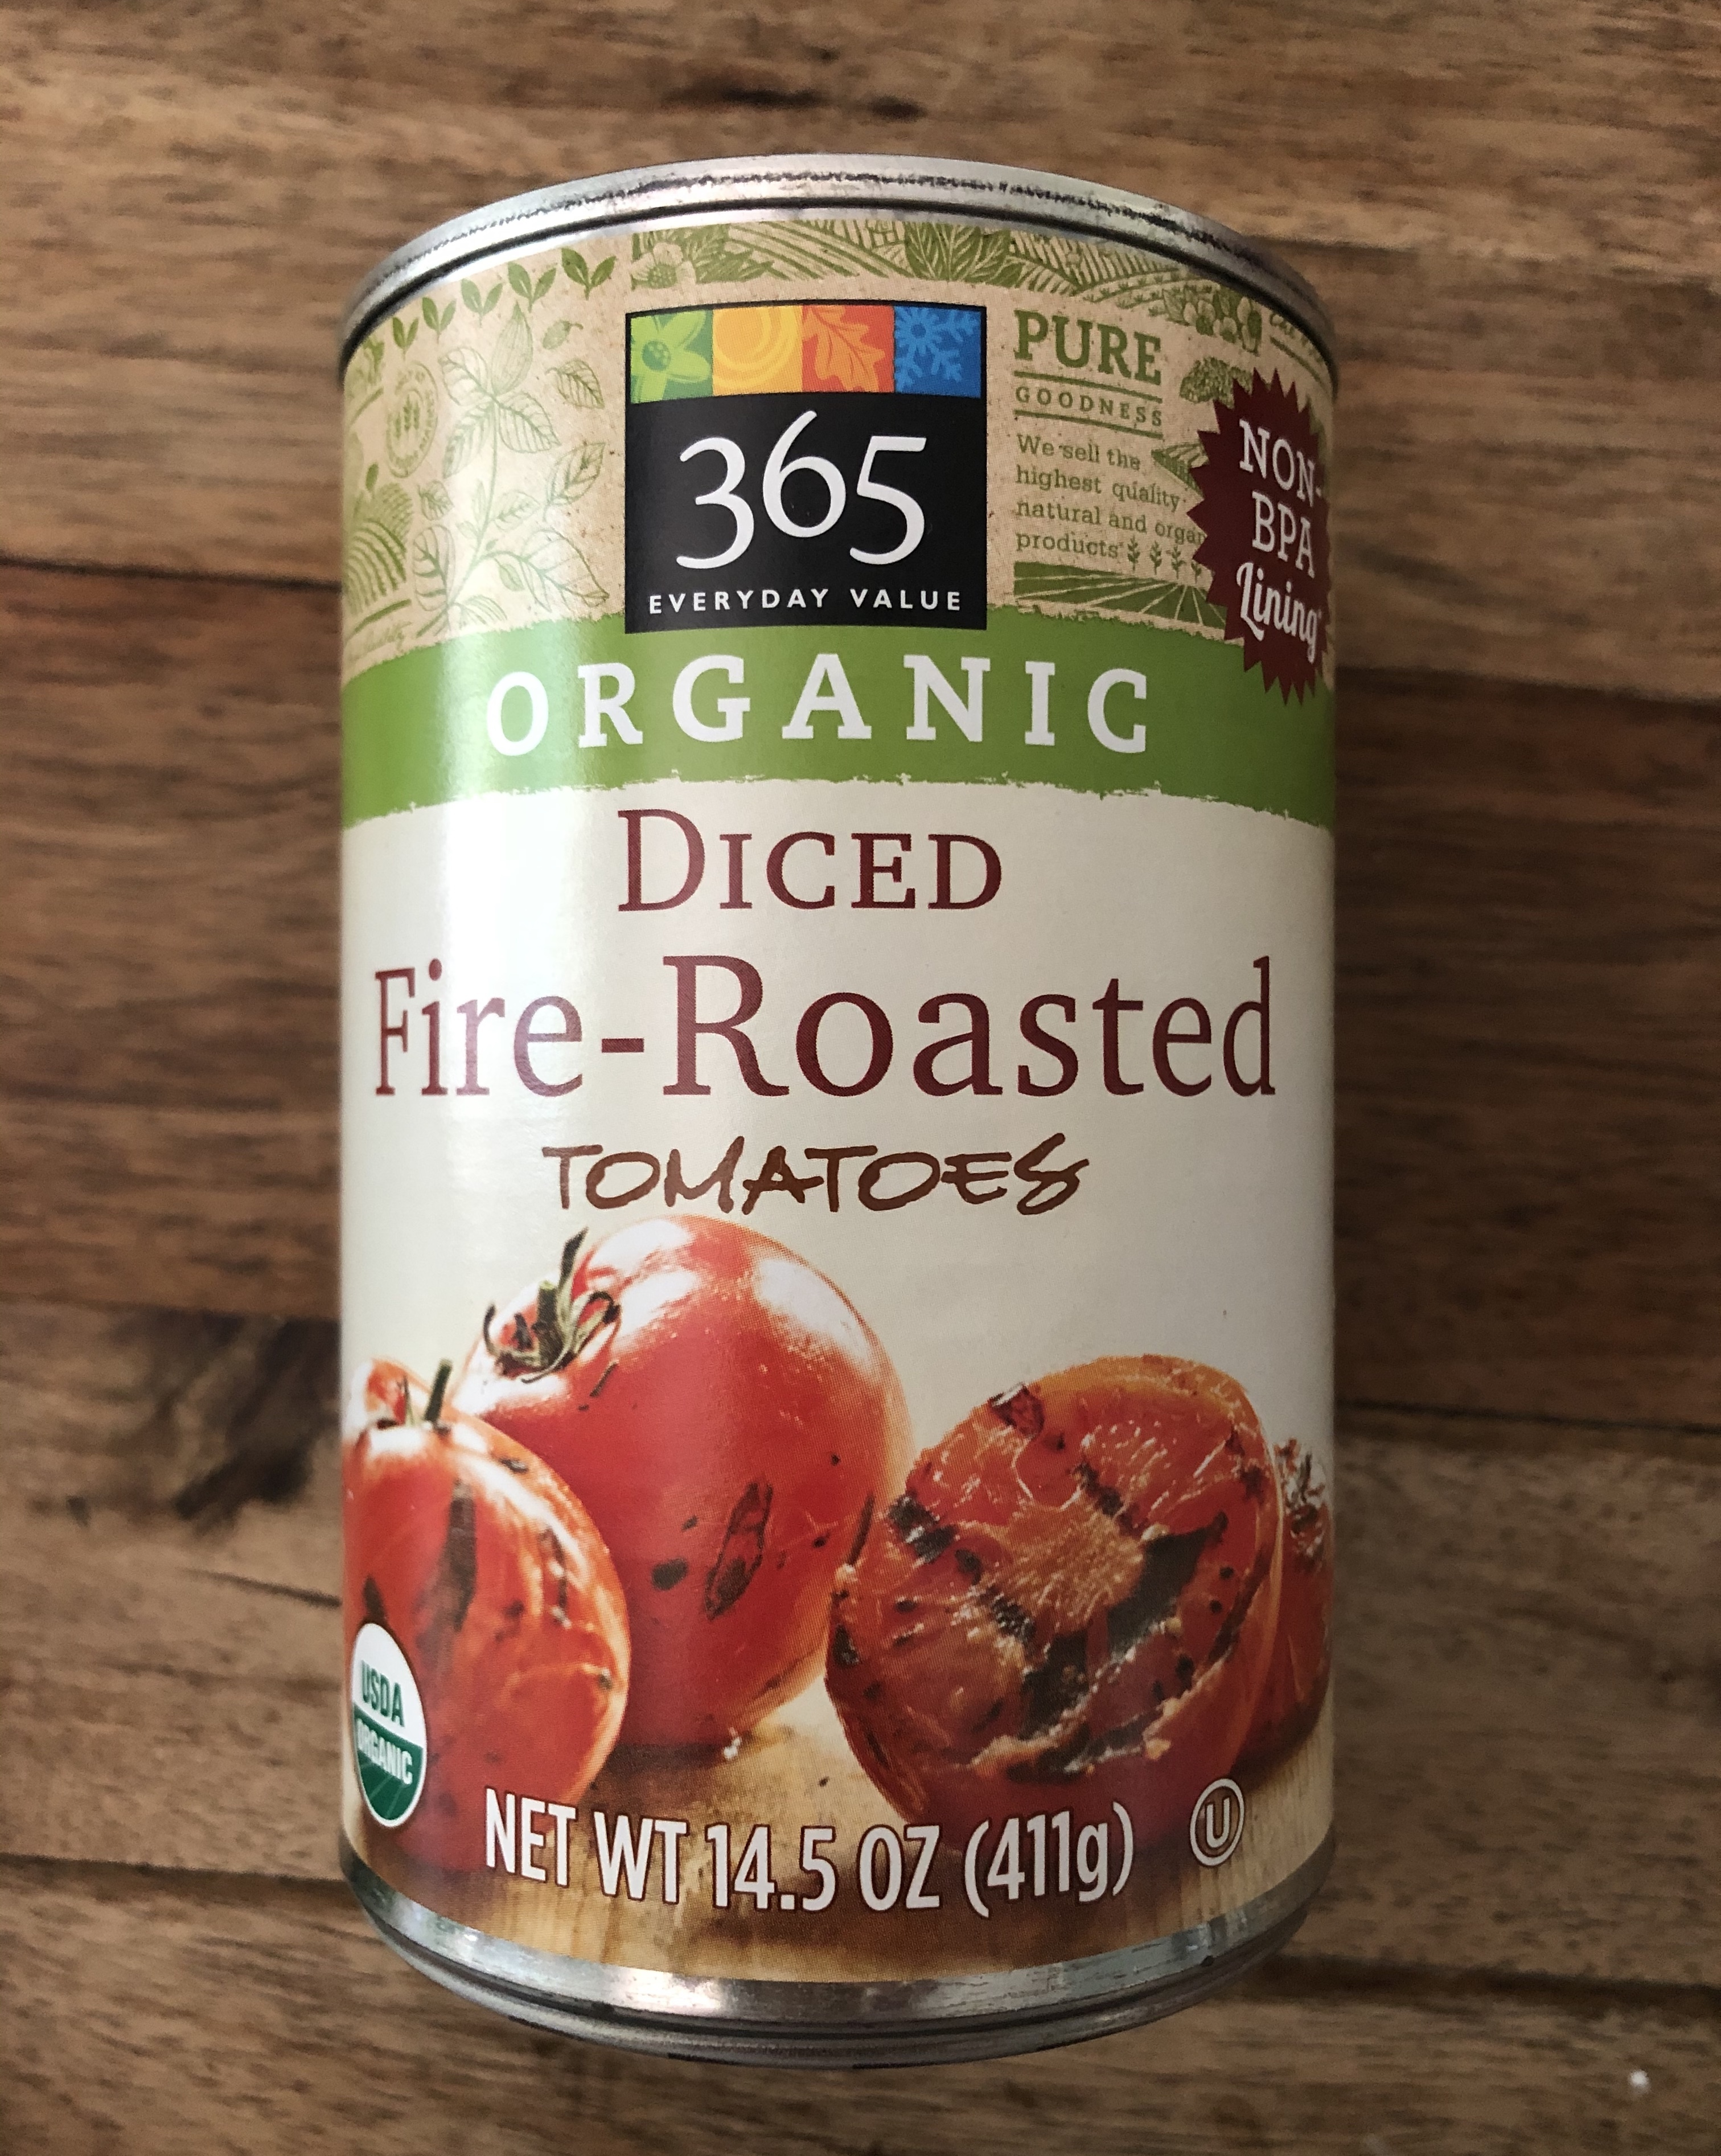 365
EVERYDAY VALUE
PURE
GOODNESS
We sell the
highest quality
natural and
products
NON-
BPA
Lining*
ORGANIC
DICED
Fire-Roasted
TOMATOES
USDA
ORGANIC
NET WT 14.5 OZ (411g)
U